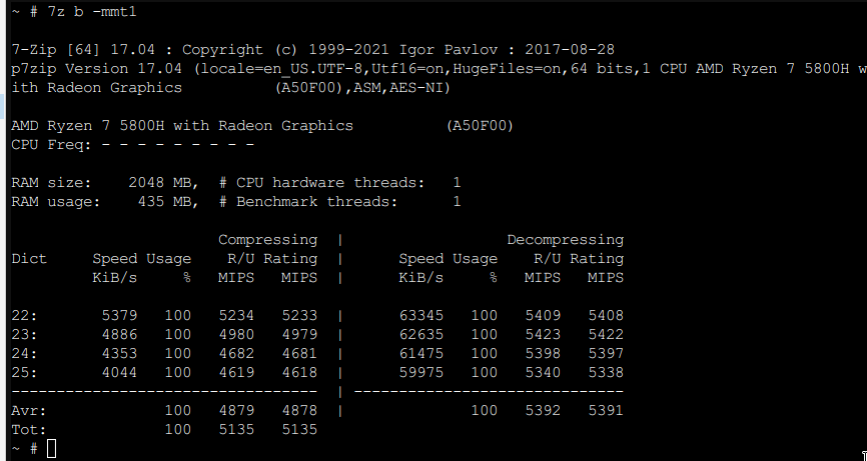 ~ # 7z b -mmt1
7-Zip [64] 17.04 : Copyright (c) 1999-2021 Igor Pavlov : 2017-08-28
p7zip Version 17.04 (locale=en_US.UTF-8,Utf16=on,HugeFiles=on,64 bits,1 CPU AMD Ryzen 7 5800H w
ith Radeon Graphics          (A50F00),ASM,AES-NI)
AMD Ryzen 7 5800H with Radeon Graphics          (A50F00)
CPU Freq: - - - - - - - - -
RAM size:    2048 MB,  # CPU hardware threads:   1
RAM usage:    435 MB,  # Benchmark threads:      1
                       Compressing  |                  Decompressing
Dict     Speed Usage    R/U Rating  |      Speed Usage    R/U Rating
         KiB/s     %   MIPS   MIPS  |      KiB/s     %   MIPS   MIPS
22:       5379   100   5234   5233  |      63345   100   5409   5408
23:       4886   100   4980   4979  |      62635   100   5423   5422
24:       4353   100   4682   4681  |      61475   100   5398   5397
25:       4044   100   4619   4618  |      59975   100   5340   5338
----------------------------------  | ------------------------------
Avr:             100   4879   4878  |              100   5392   5391
Tot:             100   5135   5135
~ #